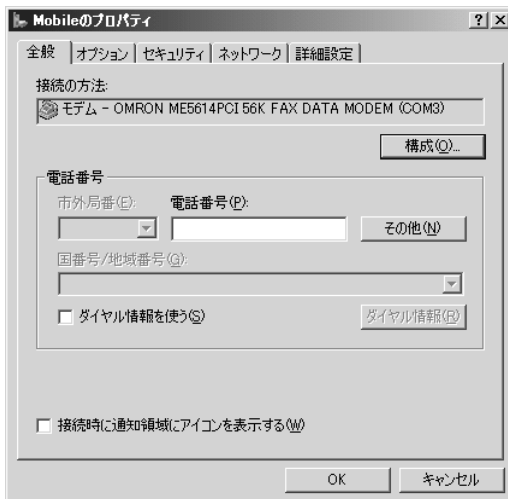 Mobileのプロパティ
全般 オプション セキュリティ ネットワーク 詳細設定
接続の方法:
モデム - OMRON ME5614PCI 56K FAX DATA MODEM (COM3)
構成(O)...
電話番号
市外局番(E): 電話番号(P):
その他(N)
国番号/地域番号(G):
ダイヤル情報を使う(S) ダイヤル情報(R)
接続時に通知領域にアイコンを表示する(W)
OK キャンセル